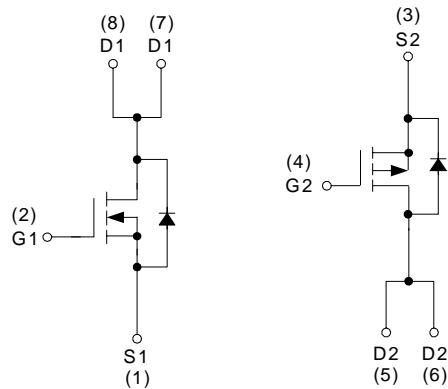 (8) (7)
D1 D1
(2)
G1
S1
(1)
(3)
S2
(4)
G2
D2 D2
(5) (6)